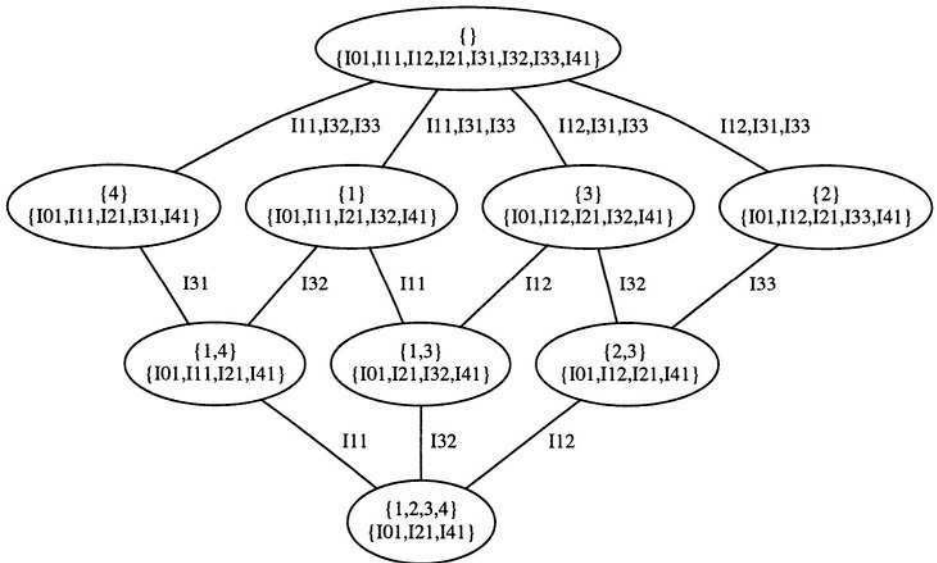 {}
{I01,I11,I12,I21,I31,I32,I33,I41}
I11,I32,I33
I11,I31,I33
I12,I31,I33
I12,I31,I33
{4}
{I01,I11,I21,I31,I41}
{1}
{I01,I11,I21,I32,I41}
{3}
{I01,I12,I21,I32,I41}
{2}
{I01,I12,I21,I33,I41}
I31
I32
I11
I12
I32
I33
{1,4}
{I01,I11,I21,I41}
{1,3}
{I01,I21,I32,I41}
{2,3}
{I01,I12,I21,I41}
I11
I32
I12
{1,2,3,4}
{I01,I21,I41}